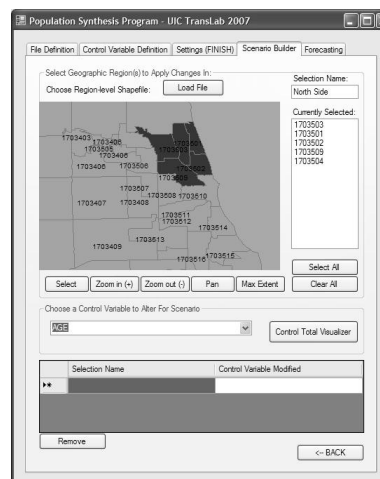 Population Synthesis Program - UIC TransLab 2007
File Definition Control Variable Definition Settings (FINISH) Scenario Builder Forecasting
Select Geographic Region(s) to Apply Changes In:
Choose Region-level Shapefile: Load File
Selection Name:
North Side
Currently Selected:
1703503
1703501
1703502
1703509
1703504
1703403
1703406
1703505
1703406
1703406 1703506
1703507
1703407 1703408
1703508 1703510
1703511
1703512
1703514
1703409 1703513
1703516 1703515
Select Zoom in (+) Zoom out (-) Pan Max Extent
Select All
Clear All
Choose a Control Variable to Alter For Scenario
AGE
Control Total Visualizer
Selection Name Control Variable Modified
Remove
<-- BACK